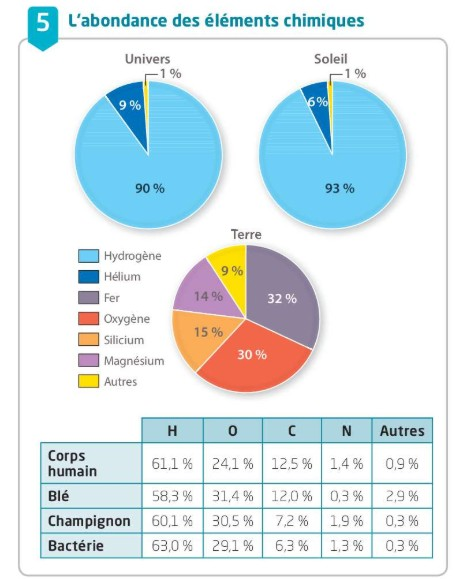 5 L'abondance des éléments chimiques
Univers
1 %
9 %
90 %
Soleil
1 %
6%
93 %
Terre
Hydrogène
Hélium
Fer
Oxygène
Silicium
Magnésium
Autres
9 %
32 %
14 %
15 %
30 %
H O C N Autres
Corps
humain 61,1 % 24,1 % 12,5 % 1,4 % 0,9 %
Blé 58,3 % 31,4 % 12,0 % 0,3 % 2,9 %
Champignon 60,1 % 30,5 % 7,2 % 1,9 % 0,3 %
Bactérie 63,0 % 29,1 % 6,3 % 1,3 % 0,3 %